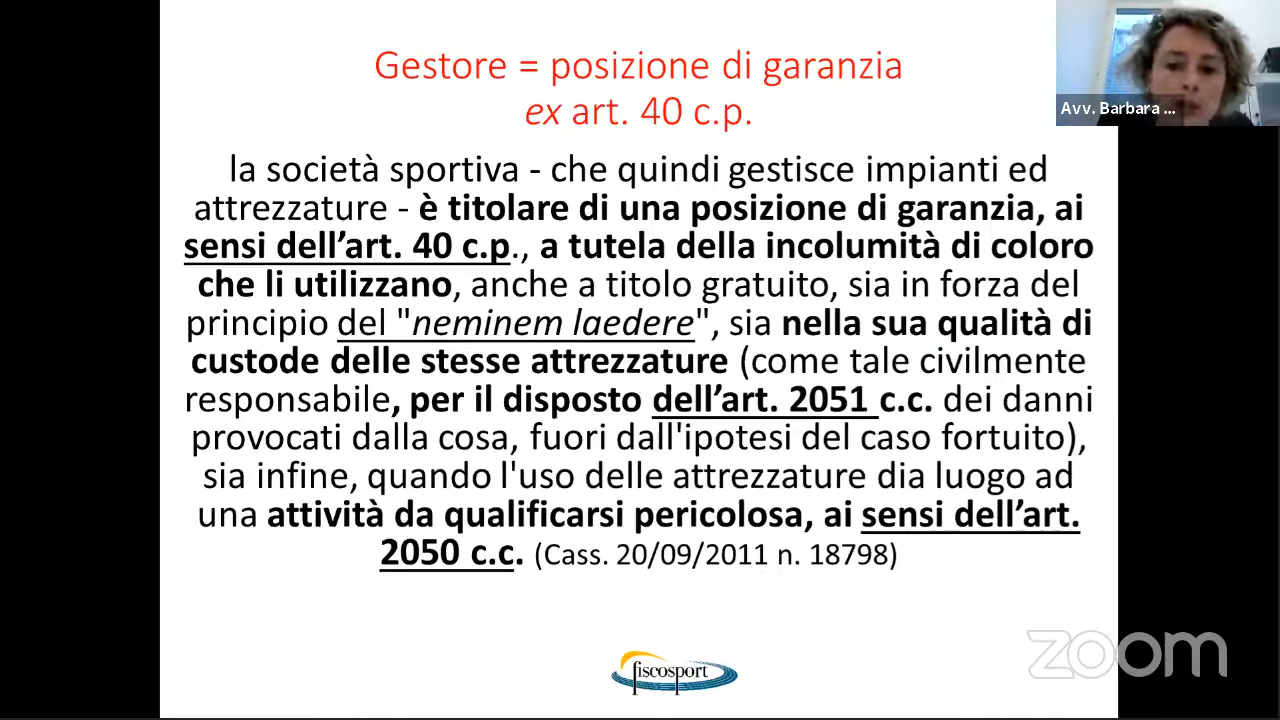 Gestore = posizione di garanzia
ex art. 40 c.p.
Avv. Barbara ...
la società sportiva - che quindi gestisce impianti ed
attrezzature - è titolare di una posizione di garanzia, ai
sensi dell’art. 40 c.p., a tutela della incolumità di coloro
che li utilizzano, anche a titolo gratuito, sia in forza del
principio del "neminem laedere", sia nella sua qualità di
custode delle stesse attrezzature (come tale civilmente
responsabile, per il disposto dell’art. 2051 c.c. dei danni
provocati dalla cosa, fuori dall'ipotesi del caso fortuito),
sia infine, quando l'uso delle attrezzature dia luogo ad
una attività da qualificarsi pericolosa, ai sensi dell’art.
2050 c.c. (Cass. 20/09/2011 n. 18798)
fiscosport
zoom